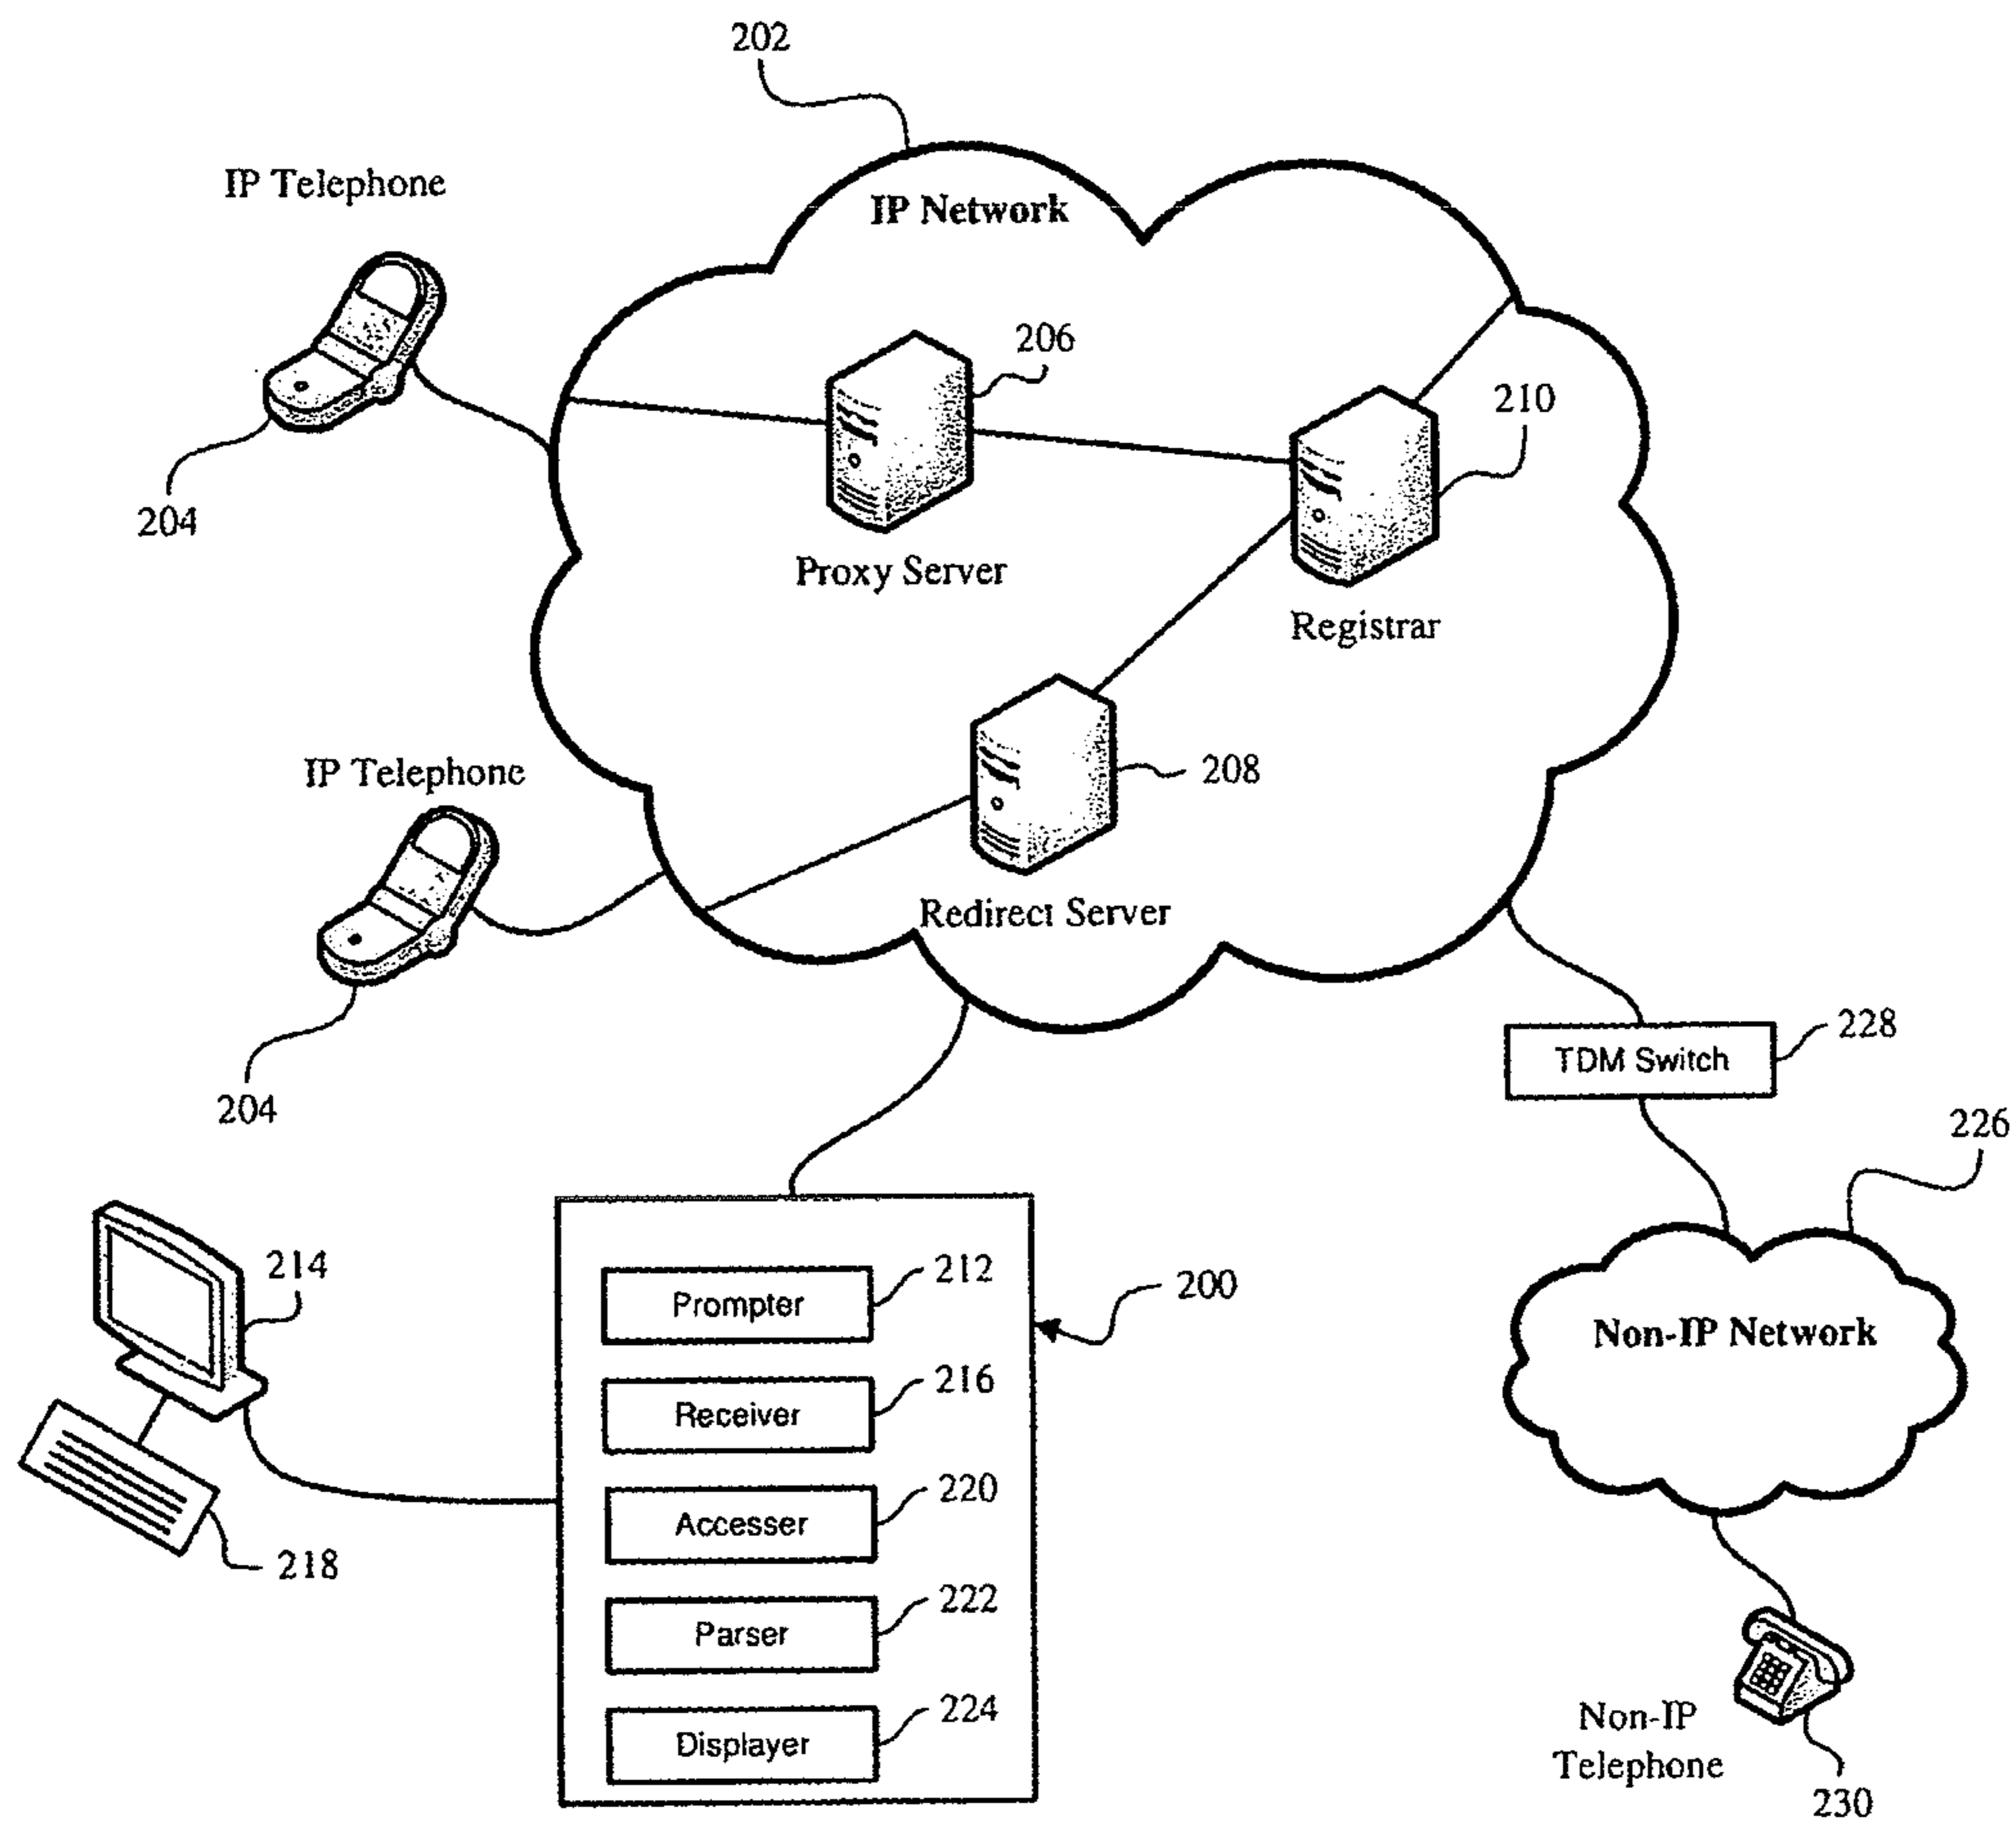 202
IP Telephone
IP Network
206
210
204
Proxy Server
Registrar
IP Telephone
208
Redirect Server
228
TDM Switch
204
226
212
214
Prompter
200
Non-IP Network
216
Receiver
220
Accesser
218
222
Parser
224
Non-IP
Telephone
Displayer
230